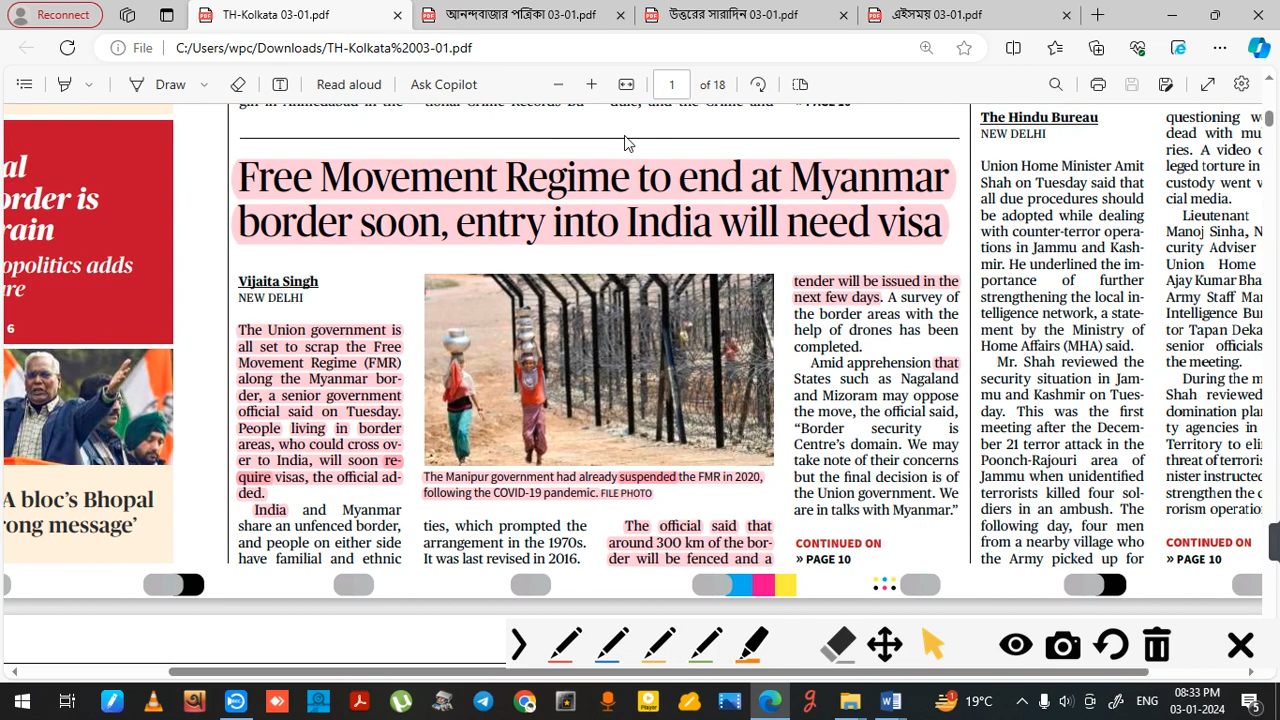 Reconnect
TH-Kolkata 03-01.pdf
আনন্দবাজার পত্রিকা 03-01.pdf
উত্তরের সারাদিন 03-01.pdf
এইসময় 03-01.pdf
File
C:/Users/wpc/Downloads/TH-Kolkata%2003-01.pdf
Draw
Read aloud
Ask Copilot
1 of 18
PAGE 10
al
order is
rain
opolitics adds
re
6
A bloc's Bhopal
ong message'
Free Movement Regime to end at Myanmar
border soon, entry into India will need visa
Vijaita Singh
NEW DELHI
The Union government is
all set to scrap the Free
Movement Regime (FMR)
along the Myanmar bor-
der, a senior government
official said on Tuesday.
People living in border
areas, who could cross ov-
er to India, will soon re-
quire visas, the official ad-
ded.
India and Myanmar
share an unfenced border,
and people on either side
have familial and ethnic
The Manipur government had already suspended the FMR in 2020,
following the COVID-19 pandemic. FILE PHOTO
ties, which prompted the
arrangement in the 1970s.
It was last revised in 2016.
The official said that
around 300 km of the bor-
der will be fenced and a
tender will be issued in the
next few days. A survey of
the border areas with the
help of drones has been
completed.
Amid apprehension that
States such as Nagaland
and Mizoram may oppose
the move, the official said,
"Border security is
Centre's domain. We may
take note of their concerns
but the final decision is of
the Union government. We
are in talks with Myanmar."
CONTINUED ON
» PAGE 10
The Hindu Bureau
NEW DELHI
Union Home Minister Amit
Shah on Tuesday said that
all due procedures should
be adopted while dealing
with counter-terror opera-
tions in Jammu and Kash-
mir. He underlined the im-
portance of further
strengthening the local in-
telligence network, a state-
ment by the Ministry of
Home Affairs (MHA) said.
Mr. Shah reviewed the
security situation in Jam-
mu and Kashmir on Tues-
day. This was the first
meeting after the Decem-
ber 21 terror attack in the
Poonch-Rajouri area of
Jammu when unidentified
terrorists killed four sol-
diers in an ambush. The
following day, four men
from a nearby village who
the Army picked up for
questioning w
dead with mu
ries. A video o
leged torture in
custody went v
cial media.
Lieutenant
Manoj Sinha, N
curity Adviser
Union Home
Ajay Kumar Bha
Army Staff Man
Intelligence Bu
tor Tapan Deka
senior officials
the meeting.
During the m
Shah reviewed
domination plan
ty agencies in
Territory to eli
threat of terroris
nister instructed
strengthen the c
rorism operatio
CONTINUED ON
» PAGE 10
Player
19°C
ENG
08:33 PM
03-01-2024
5